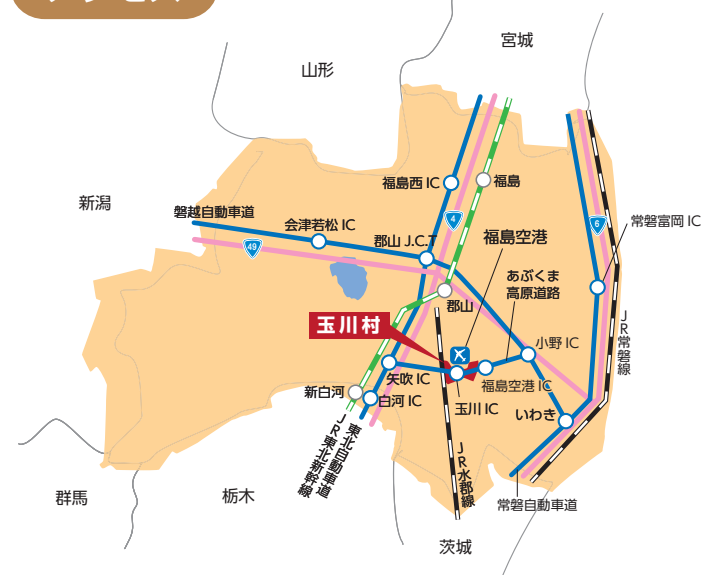 アクセス
宮城
山形
福島西 IC
福島
新潟
磐越自動車道
会津若松 IC
郡山 J.C.T
4
福島空港
6
常磐富岡 IC
49
あぶくま
高原道路
郡山
玉川村
小野 IC
JR常磐線
矢吹 IC
福島空港 IC
新白河
白河 IC
玉川 IC
いわき
東北自動車道
JR東北新幹線
JR水郡線
常磐自動車道
群馬
栃木
茨城